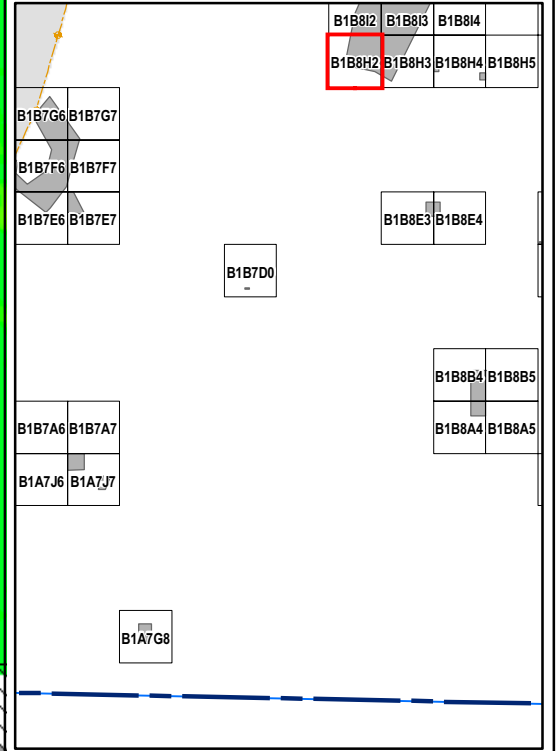 B1B8I2 B1B8I3 B1B8I4
B1B8H2 B1B8H3 B1B8H4 B1B8H5
B1B7G6 B1B7G7
B1B7F6 B1B7F7
B1B7E6 B1B7E7 B1B8E3 B1B8E4
B1B7D0
B1B8B4 B1B8B5
B1B7A6 B1B7A7 B1B8A4 B1B8A5
B1A7J6 B1A7J7
B1A7G8